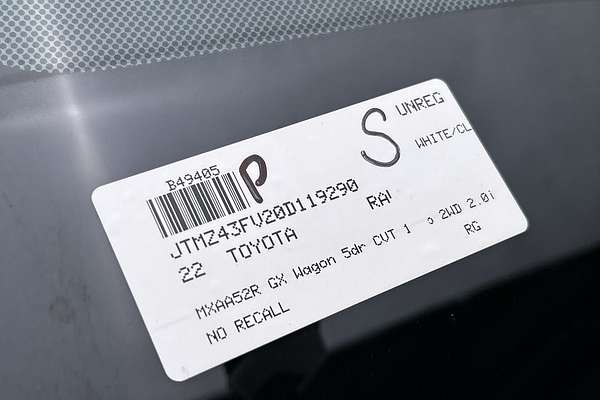 B49405 P S UNREG
JTMZ43FV20D119290 WHITE/CL
22 TOYOTA RAV
MXAA52R GX Wagon 5dr CVT 1 ◇ 2WD 2.0i
NO RECALL RG